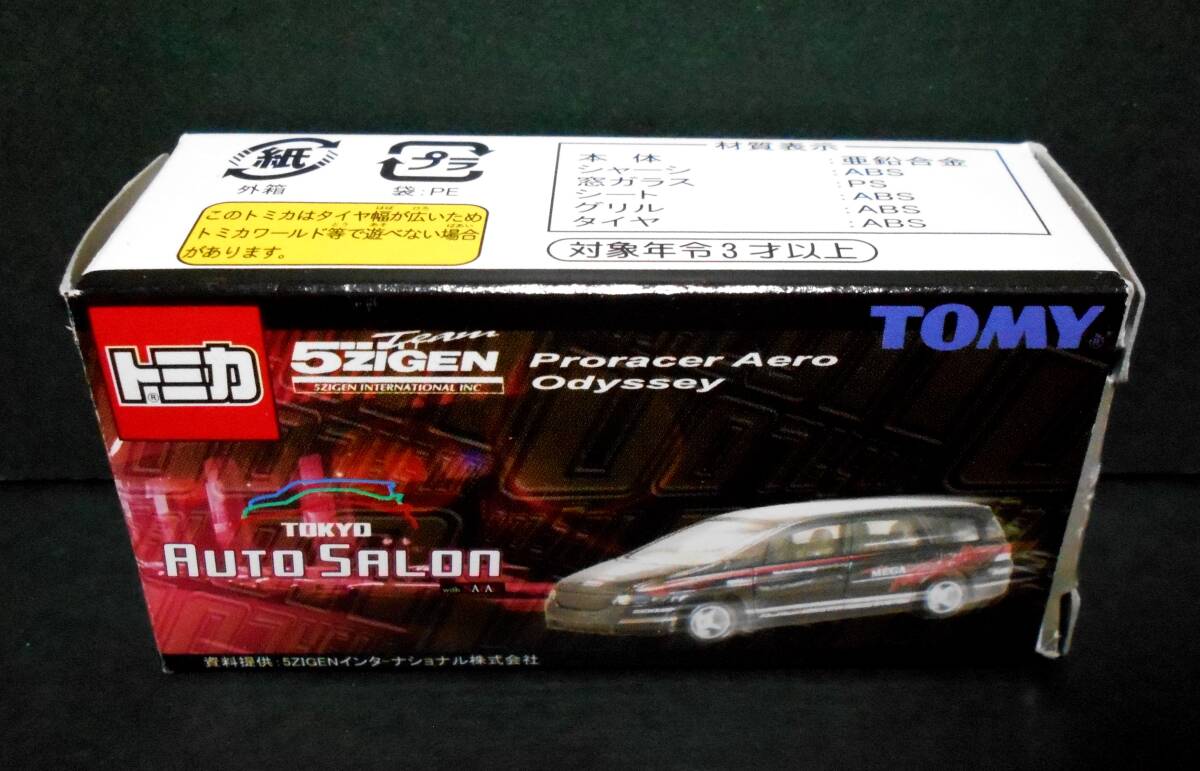 紙
外箱
プラ
袋:PE
このトミカはタイヤ幅が広いため
トミカワールド等で遊べない場合
があります。
材質表示
本体:亜鉛合金
シャーシ:ABS
窓ガラス:PS
シート:ABS
グリル:ABS
タイヤ:ABS
対象年令3才以上
トミカ®
Team
5ZIGEN
5ZIGEN INTERNATIONAL INC
Proracer Aero
Odyssey
TOMY®
TOKYO
AUTO SALON
with AA
MEGA
資料提供:5ZIGENインターナショナル株式会社